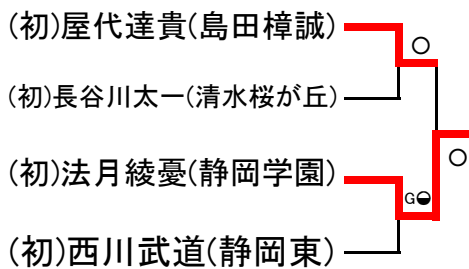 (初)屋代達貴(島田樟誠)
○
(初)長谷川太一(清水桜が丘)
○
(初)法月綾憂(静岡学園)
G◒
(初)西川武道(静岡東)